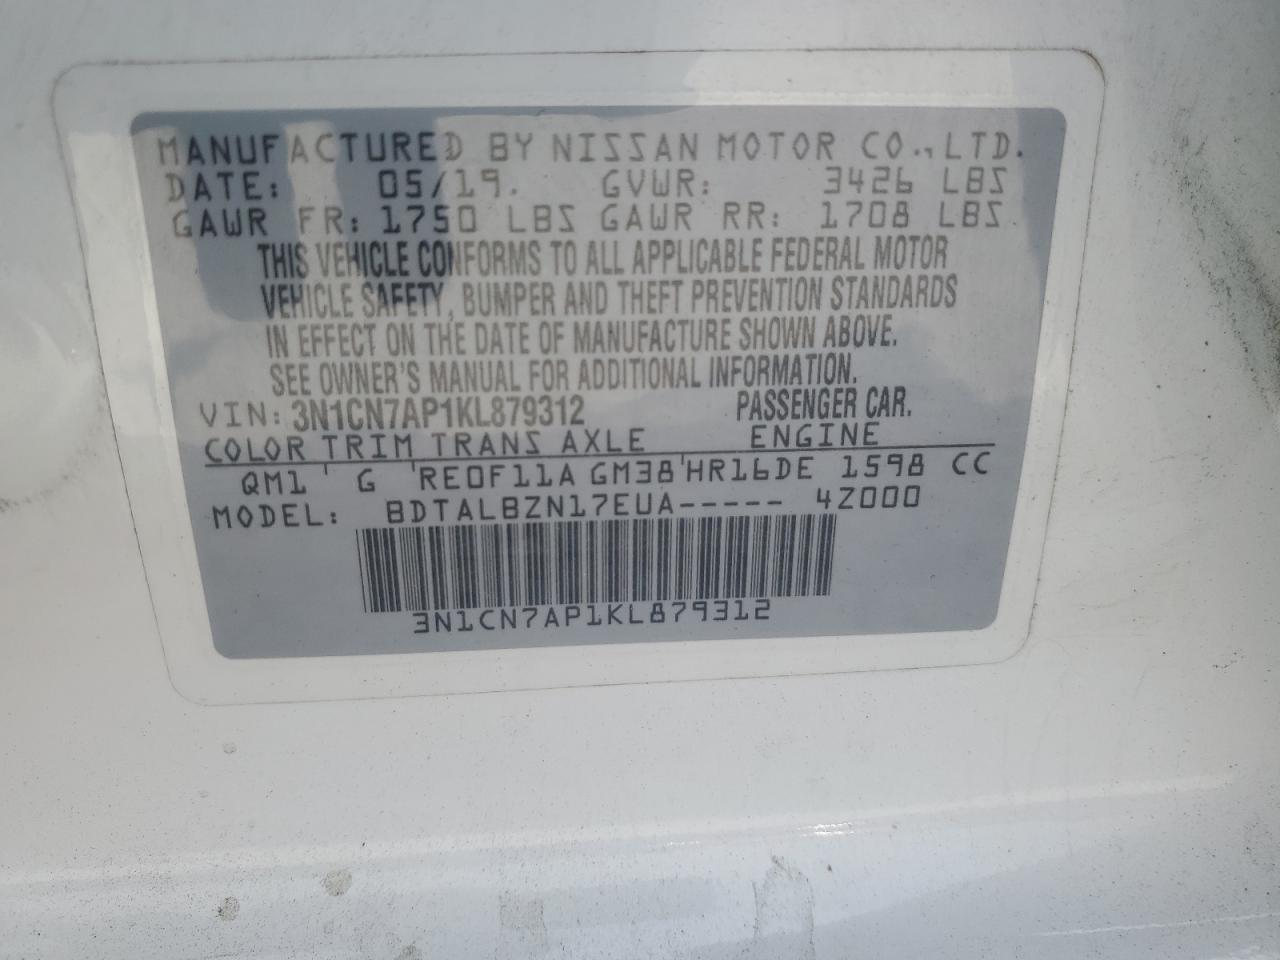 MANUFACTURED BY NISSAN MOTOR CO., LTD.
DATE: 05/19. GVWR: 3426 LBS
GAWR FR: 1750 LBS GAWR RR: 1708 LBS
THIS VEHICLE CONFORMS TO ALL APPLICABLE FEDERAL MOTOR
VEHICLE SAFETY, BUMPER AND THEFT PREVENTION STANDARDS
IN EFFECT ON THE DATE OF MANUFACTURE SHOWN ABOVE.
SEE OWNER'S MANUAL FOR ADDITIONAL INFORMATION.
VIN: 3N1CN7AP1KL879312 PASSENGER CAR.
COLOR TRIM TRANS AXLE ENGINE
QM1 ' G 'RE0F11A GM38'HR16DE 1598 CC
MODEL: BDTALBZN17EUA----- 4Z000
3N1CN7AP1KL879312